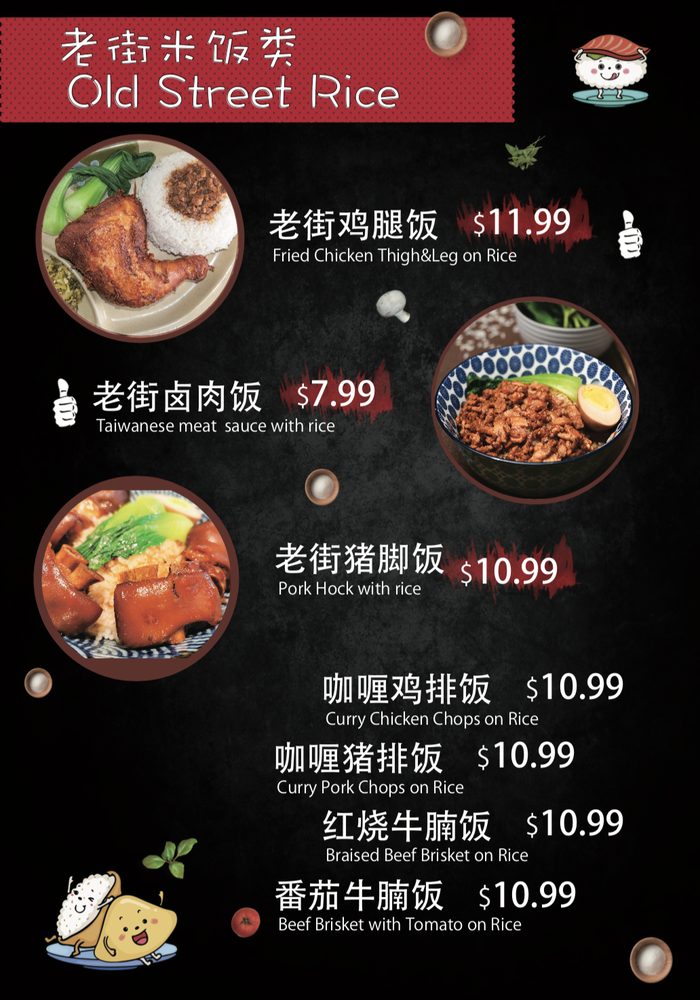 老街米饭类
Old Street Rice
老街鸡腿饭 $11.99
Fried Chicken Thigh&Leg on Rice
老街卤肉饭 $7.99
Taiwanese meat sauce with rice
老街猪脚饭 $10.99
Pork Hock with rice
咖喱鸡排饭 $10.99
Curry Chicken Chops on Rice
咖喱猪排饭 $10.99
Curry Pork Chops on Rice
红烧牛腩饭 $10.99
Braised Beef Brisket on Rice
番茄牛腩饭 $10.99
Beef Brisket with Tomato on Rice